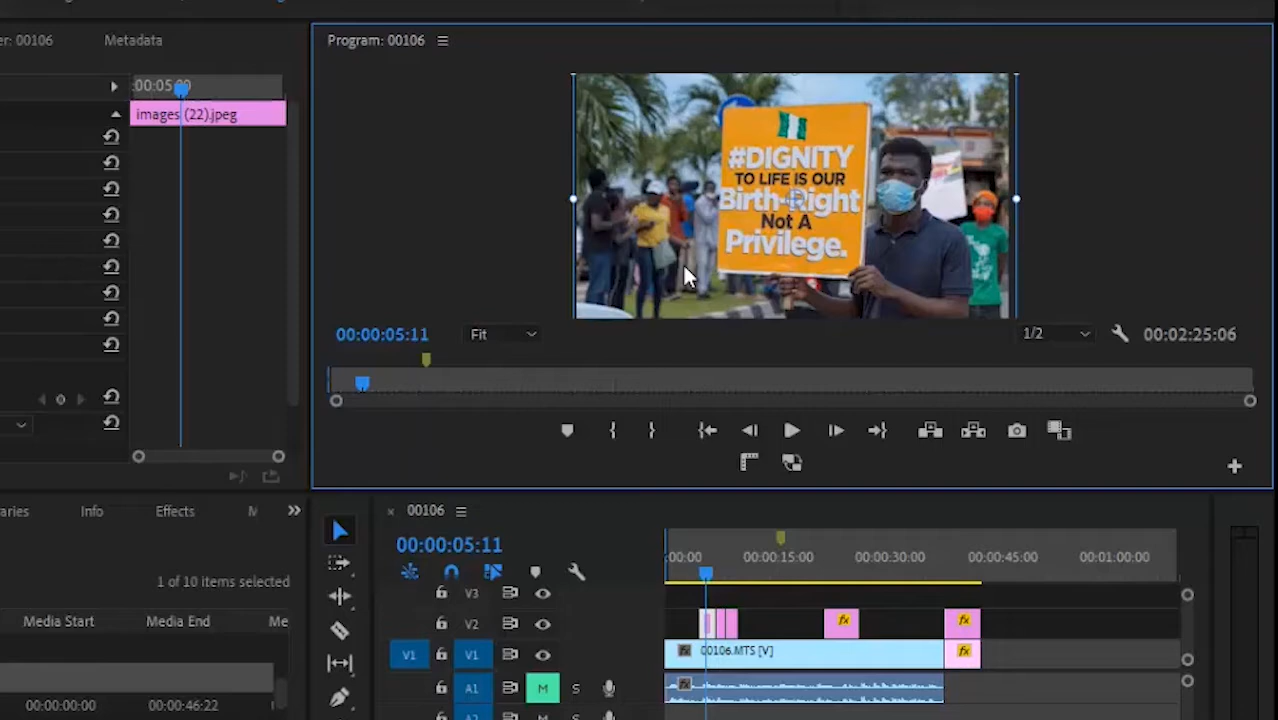 er: 00106
Metadata
Program: 00106
:00:05:00
images (22).jpeg
#DIGNITY
TO LIFE IS OUR
Birth-Right
Not A
Privilege.
00:00:05:11
Fit
1/2
00:02:25:06
aries
Info
Effects
M
00106
00:00:05:11
1 of 10 items selected
:00:00
00:00:15:00
00:00:30:00
00:00:45:00
00:01:00:00
V3
Media Start
Media End
Me
V2
fx
fx
V1
V1
fx
00106.MTS [V]
fx
A1
M
S
00:00:00:00
00:00:46:22